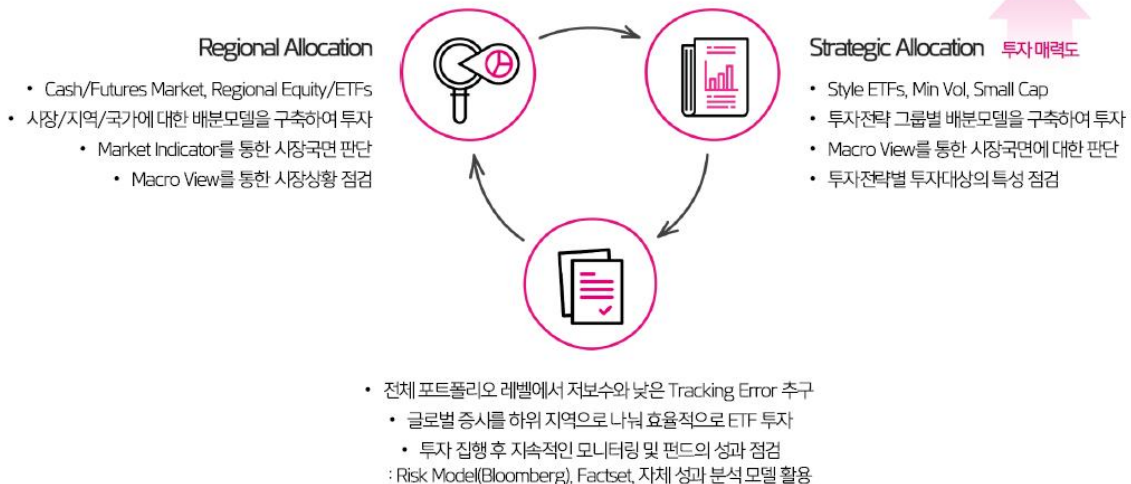 Regional Allocation
• Cash/Futures Market, Regional Equity/ETFs
• 시장/지역/국가에 대한 배분모델을 구축하여 투자
• Market Indicator를 통한 시장국면 판단
• Macro View를 통한 시장상황 점검
Strategic Allocation 투자 매력도
• Style ETFs, Min Vol, Small Cap
• 투자전략 그룹별 배분모델을 구축하여 투자
• Macro View를 통한 시장국면에 대한 판단
• 투자전략별 투자대상의 특성 점검
• 전체 포트폴리오 레벨에서 저보수와 낮은 Tracking Error 추구
• 글로벌 증시를 하위 지역으로 나눠 효율적으로 ETF 투자
• 투자 집행 후 지속적인 모니터링 및 펀드의 성과 점검
: Risk Model(Bloomberg), Factset, 자체 성과 분석 모델 활용